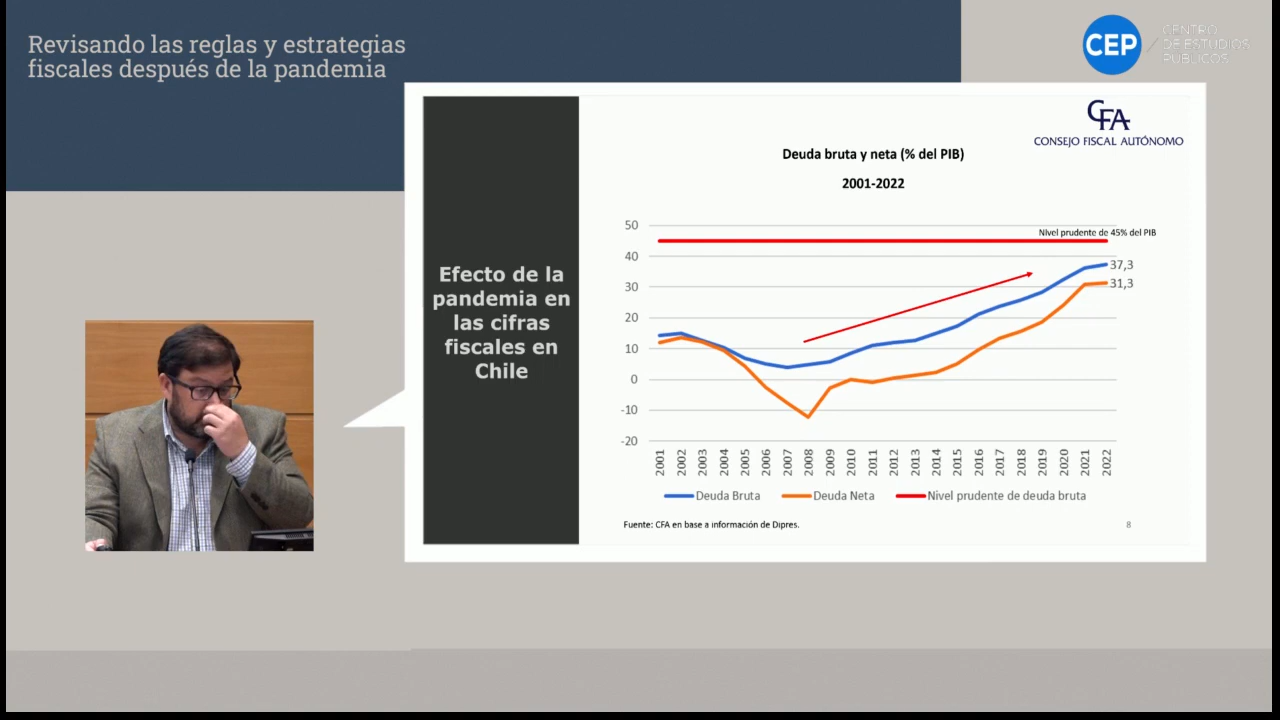 Revisando las reglas y estrategias
fiscales después de la pandemia
CEP
CENTRO
DE ESTUDIOS
PÚBLICOS
CFA
CONSEJO FISCAL AUTÓNOMO
Efecto de la
pandemia en
las cifras
fiscales en
Chile
Deuda bruta y neta (% del PIB)
2001-2022
50
40
30
20
10
0
-10
-20
Nivel prudente de 45% del PIB
37,3
31,3
2001 2002 2003 2004 2005 2006 2007 2008 2009 2010 2011 2012 2013 2014 2015 2016 2017 2018 2019 2020 2021 2022
Deuda Bruta Deuda Neta Nivel prudente de deuda bruta
Fuente: CFA en base a información de Dipres.
8